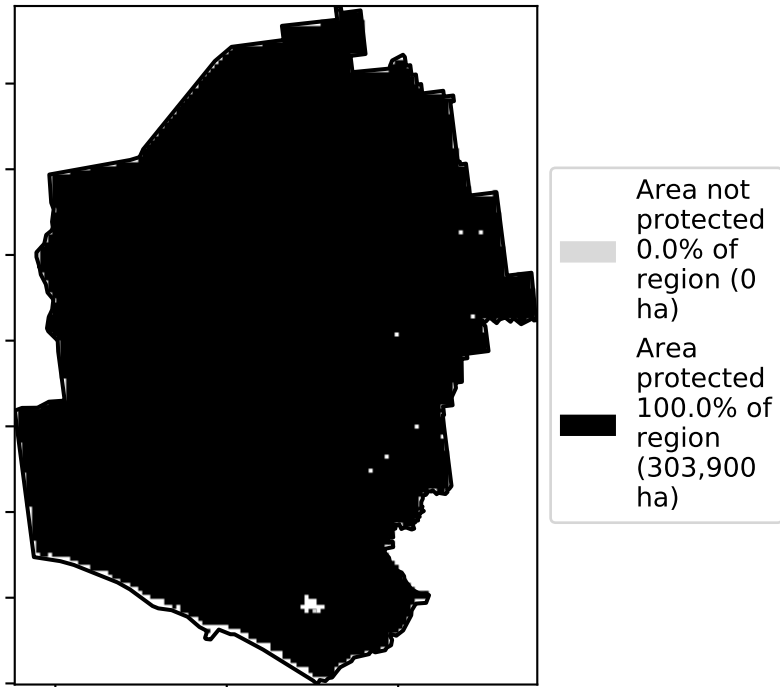 Area not
protected
0.0% of
region (0
ha)
Area
protected
100.0% of
region
(303,900
ha)